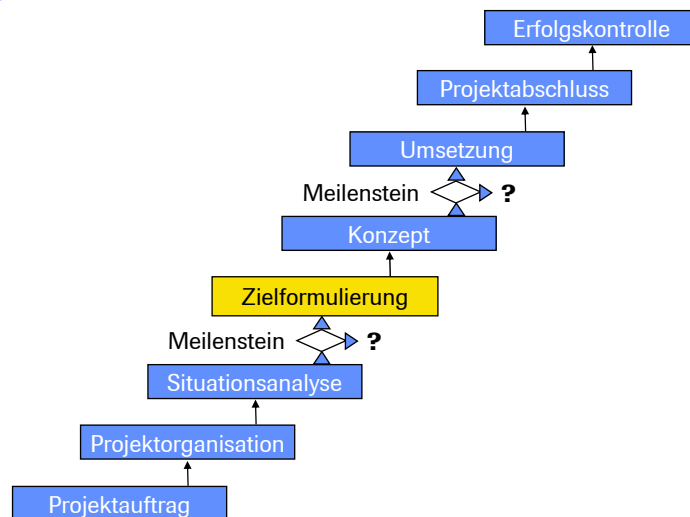 Erfolgskontrolle
Projektabschluss
Umsetzung
Meilenstein ?
Konzept
Zielformulierung
Meilenstein ?
Situationsanalyse
Projektorganisation
Projektauftrag